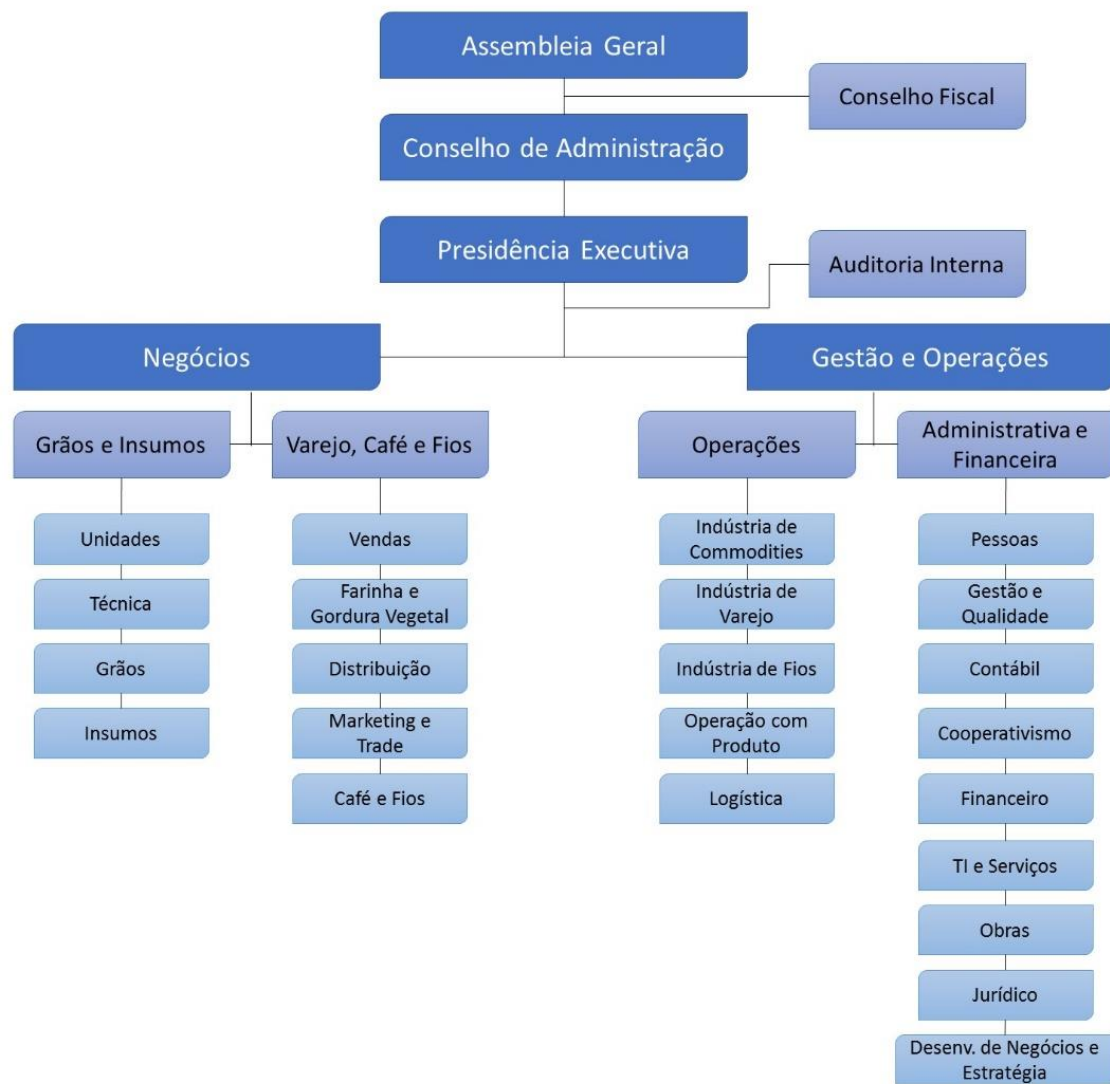 Assembleia Geral
Conselho Fiscal
Conselho de Administração
Presidência Executiva
Auditoria Interna
Negócios
Gestão e Operações
Grãos e Insumos
Varejo, Café e Fios
Operações
Administrativa e
Financeira
Unidades
Técnica
Grãos
Insumos
Vendas
Farinha e
Gordura Vegetal
Distribuição
Marketing e
Trade
Café e Fios
Indústria de
Commodities
Indústria de
Varejo
Indústria de Fios
Operação com
Produto
Logística
Pessoas
Gestão e
Qualidade
Contábil
Cooperativismo
Financeiro
TI e Serviços
Obras
Jurídico
Desenv. de Negócios e
Estratégia